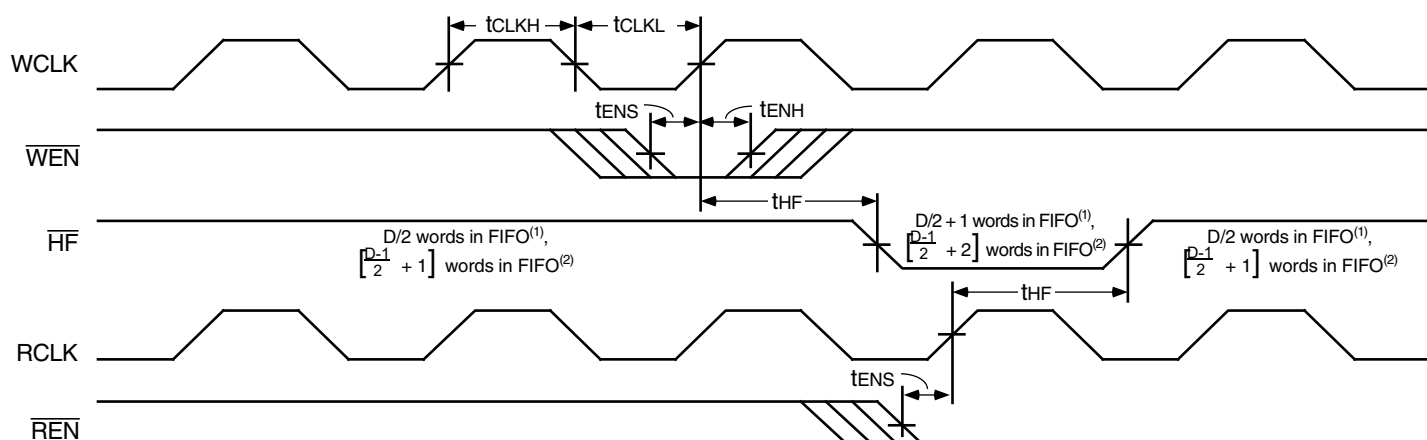 tCLKH
tCLKL
WCLK
tENS
tENH
WEN
tHF
HF
D/2 words in FIFO(1),
[D-1/2 + 1] words in FIFO(2)
D/2 + 1 words in FIFO(1),
[D-1/2 + 2] words in FIFO(2)
D/2 words in FIFO(1),
[D-1/2 + 1] words in FIFO(2)
tHF
RCLK
tENS
REN